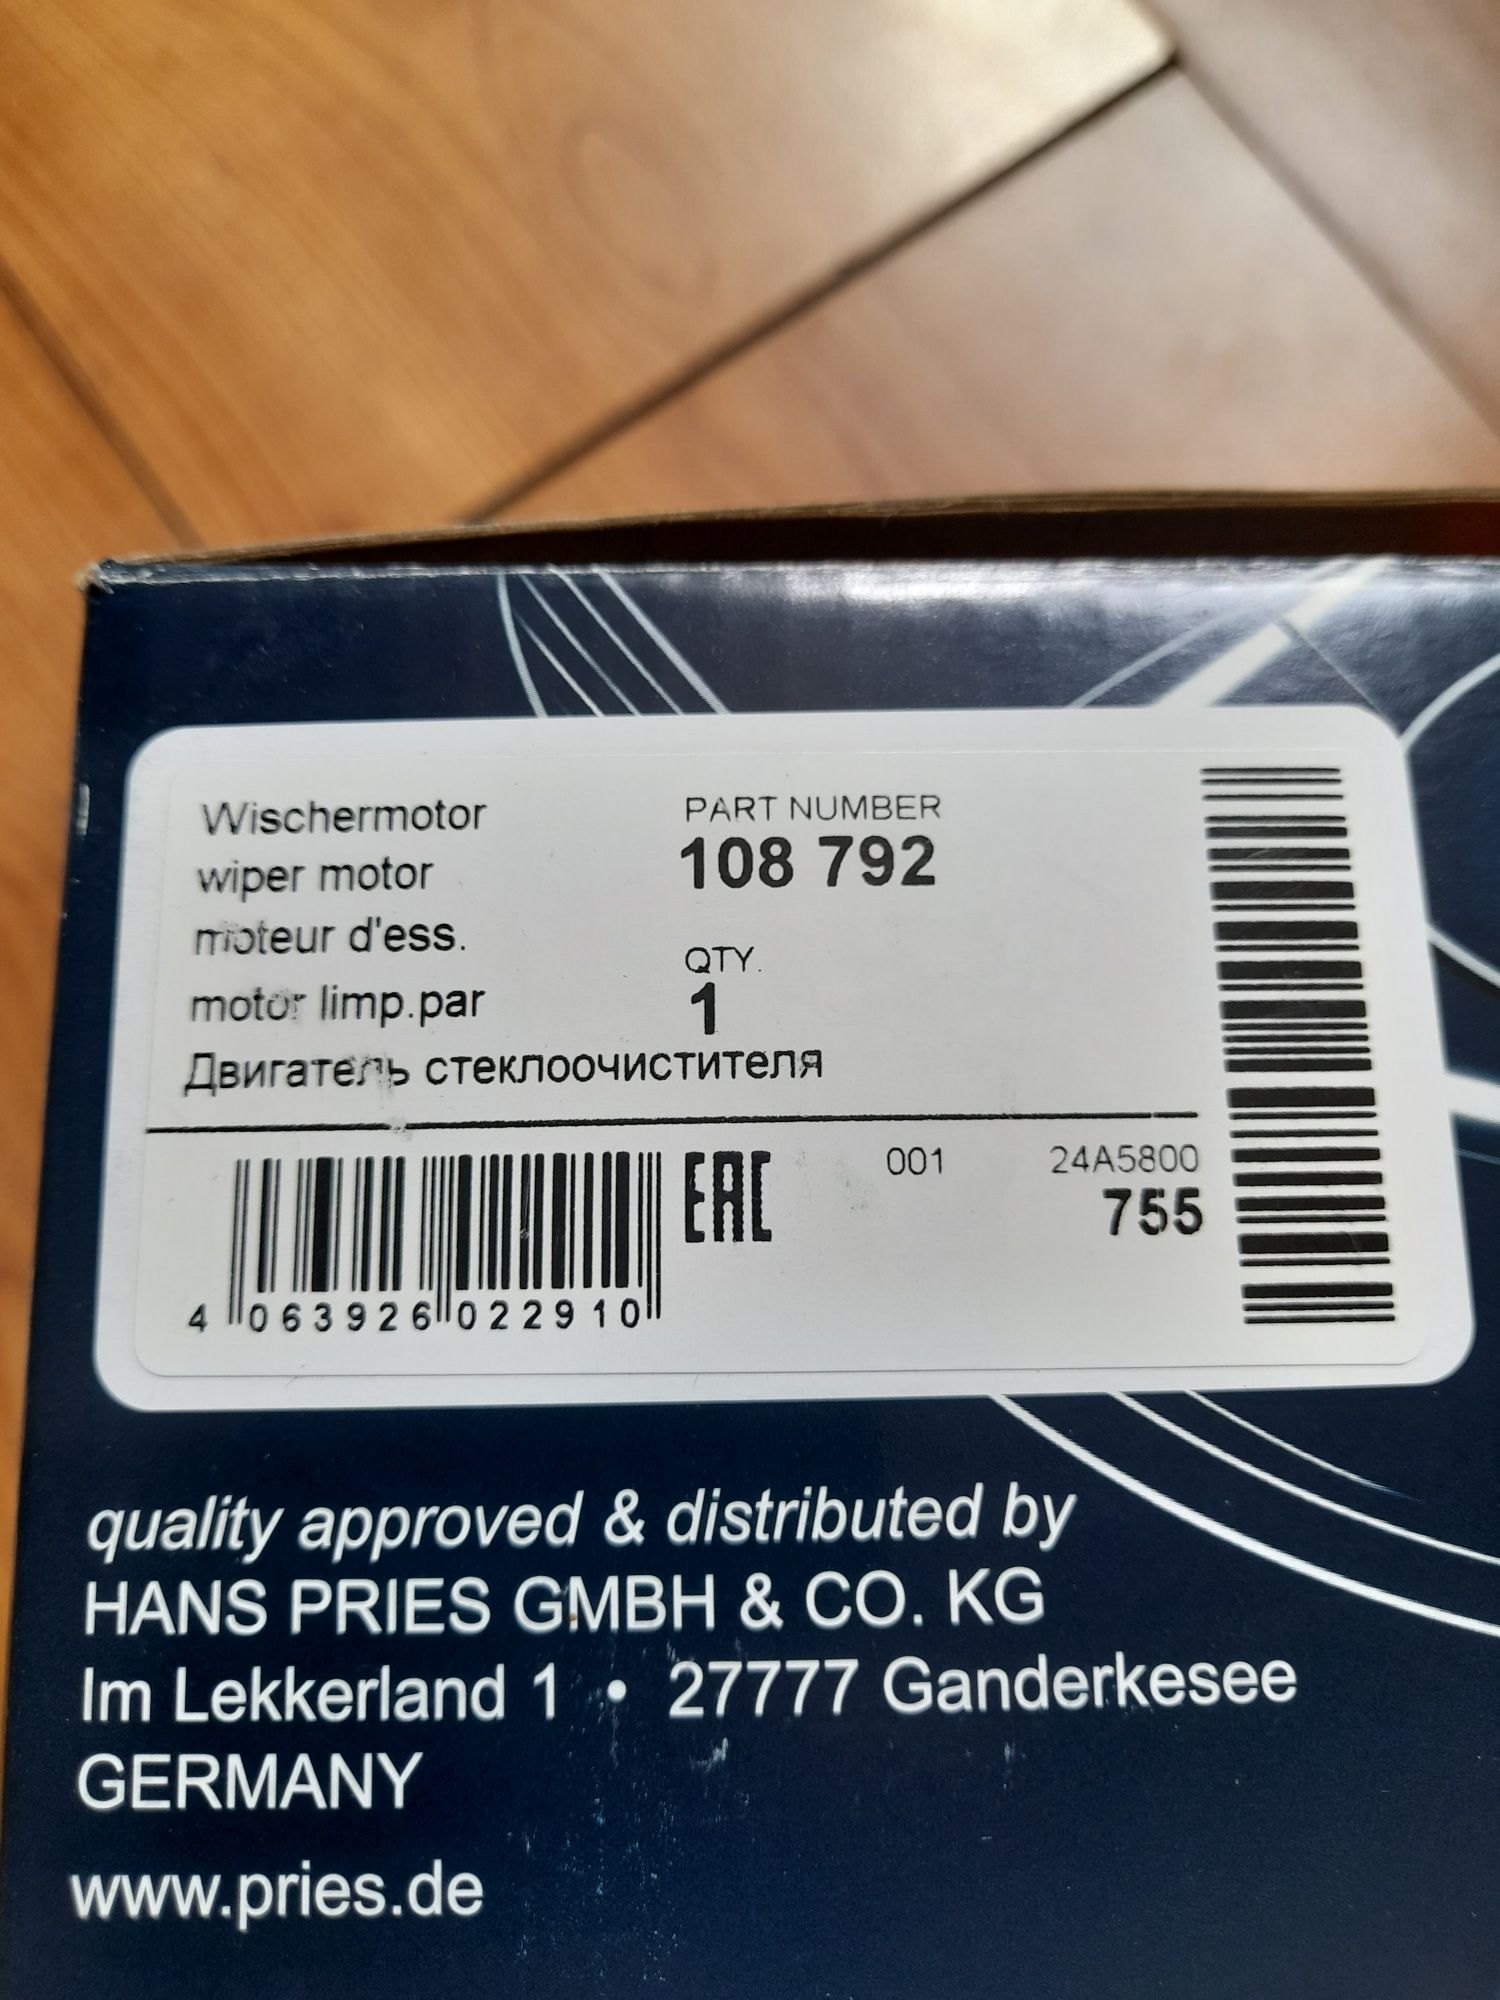 Wischermotor
wiper motor
moteur d'ess.
motor limp.par
Двигатель стеклоочистителя
PART NUMBER
108 792
QTY.
1
4 063926 022910
EAC
001
24A5800
755
quality approved & distributed by
HANS PRIES GMBH & CO. KG
Im Lekkerland 1 • 27777 Ganderkesee
GERMANY
www.pries.de